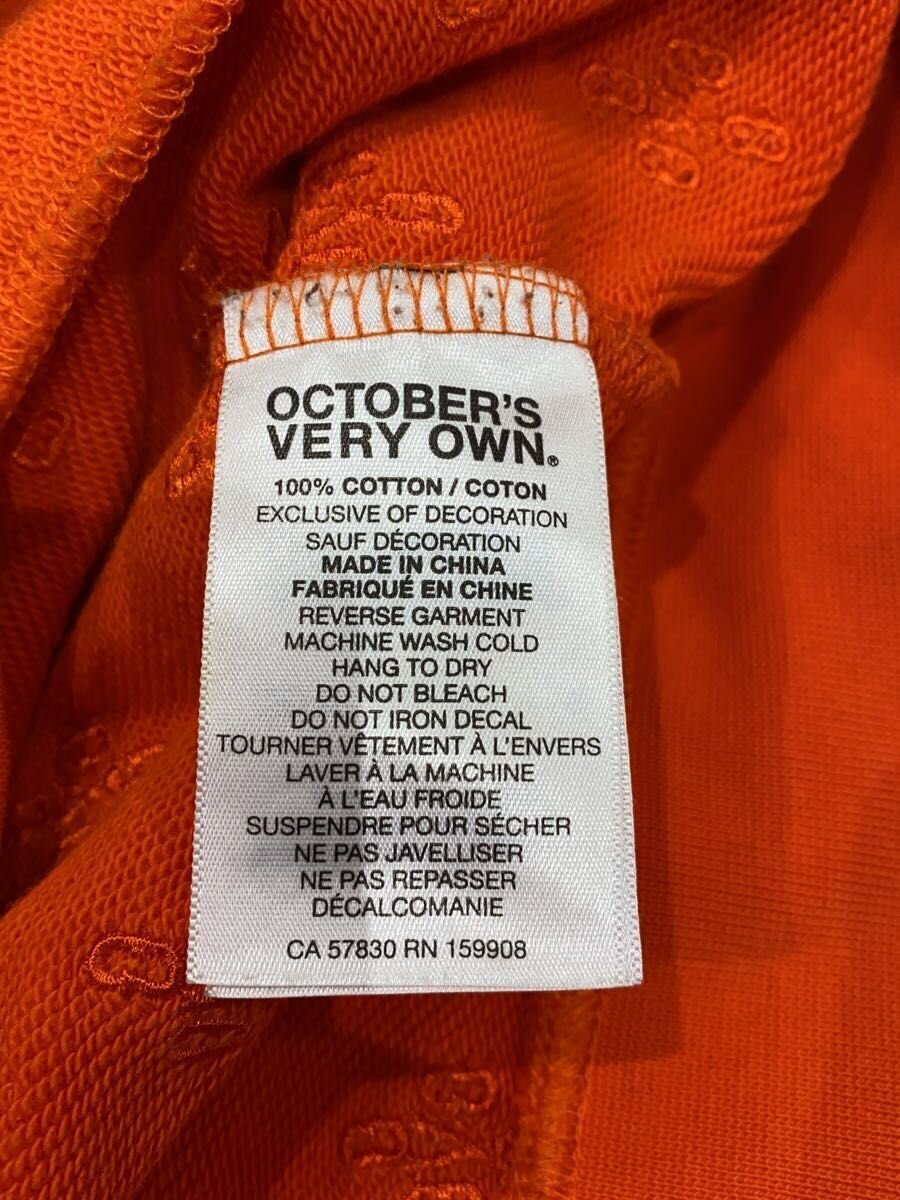 OCTOBER'S
VERY OWN®
100% COTTON / COTON
EXCLUSIVE OF DECORATION
SAUF DÉCORATION
MADE IN CHINA
FABRIQUÉ EN CHINE
REVERSE GARMENT
MACHINE WASH COLD
HANG TO DRY
DO NOT BLEACH
DO NOT IRON DECAL
TOURNER VÊTEMENT À L'ENVERS
LAVER À LA MACHINE
À L'EAU FROIDE
SUSPENDRE POUR SÉCHER
NE PAS JAVELLISER
NE PAS REPASSER
DÉCALCOMANIE
CA 57830 RN 159908